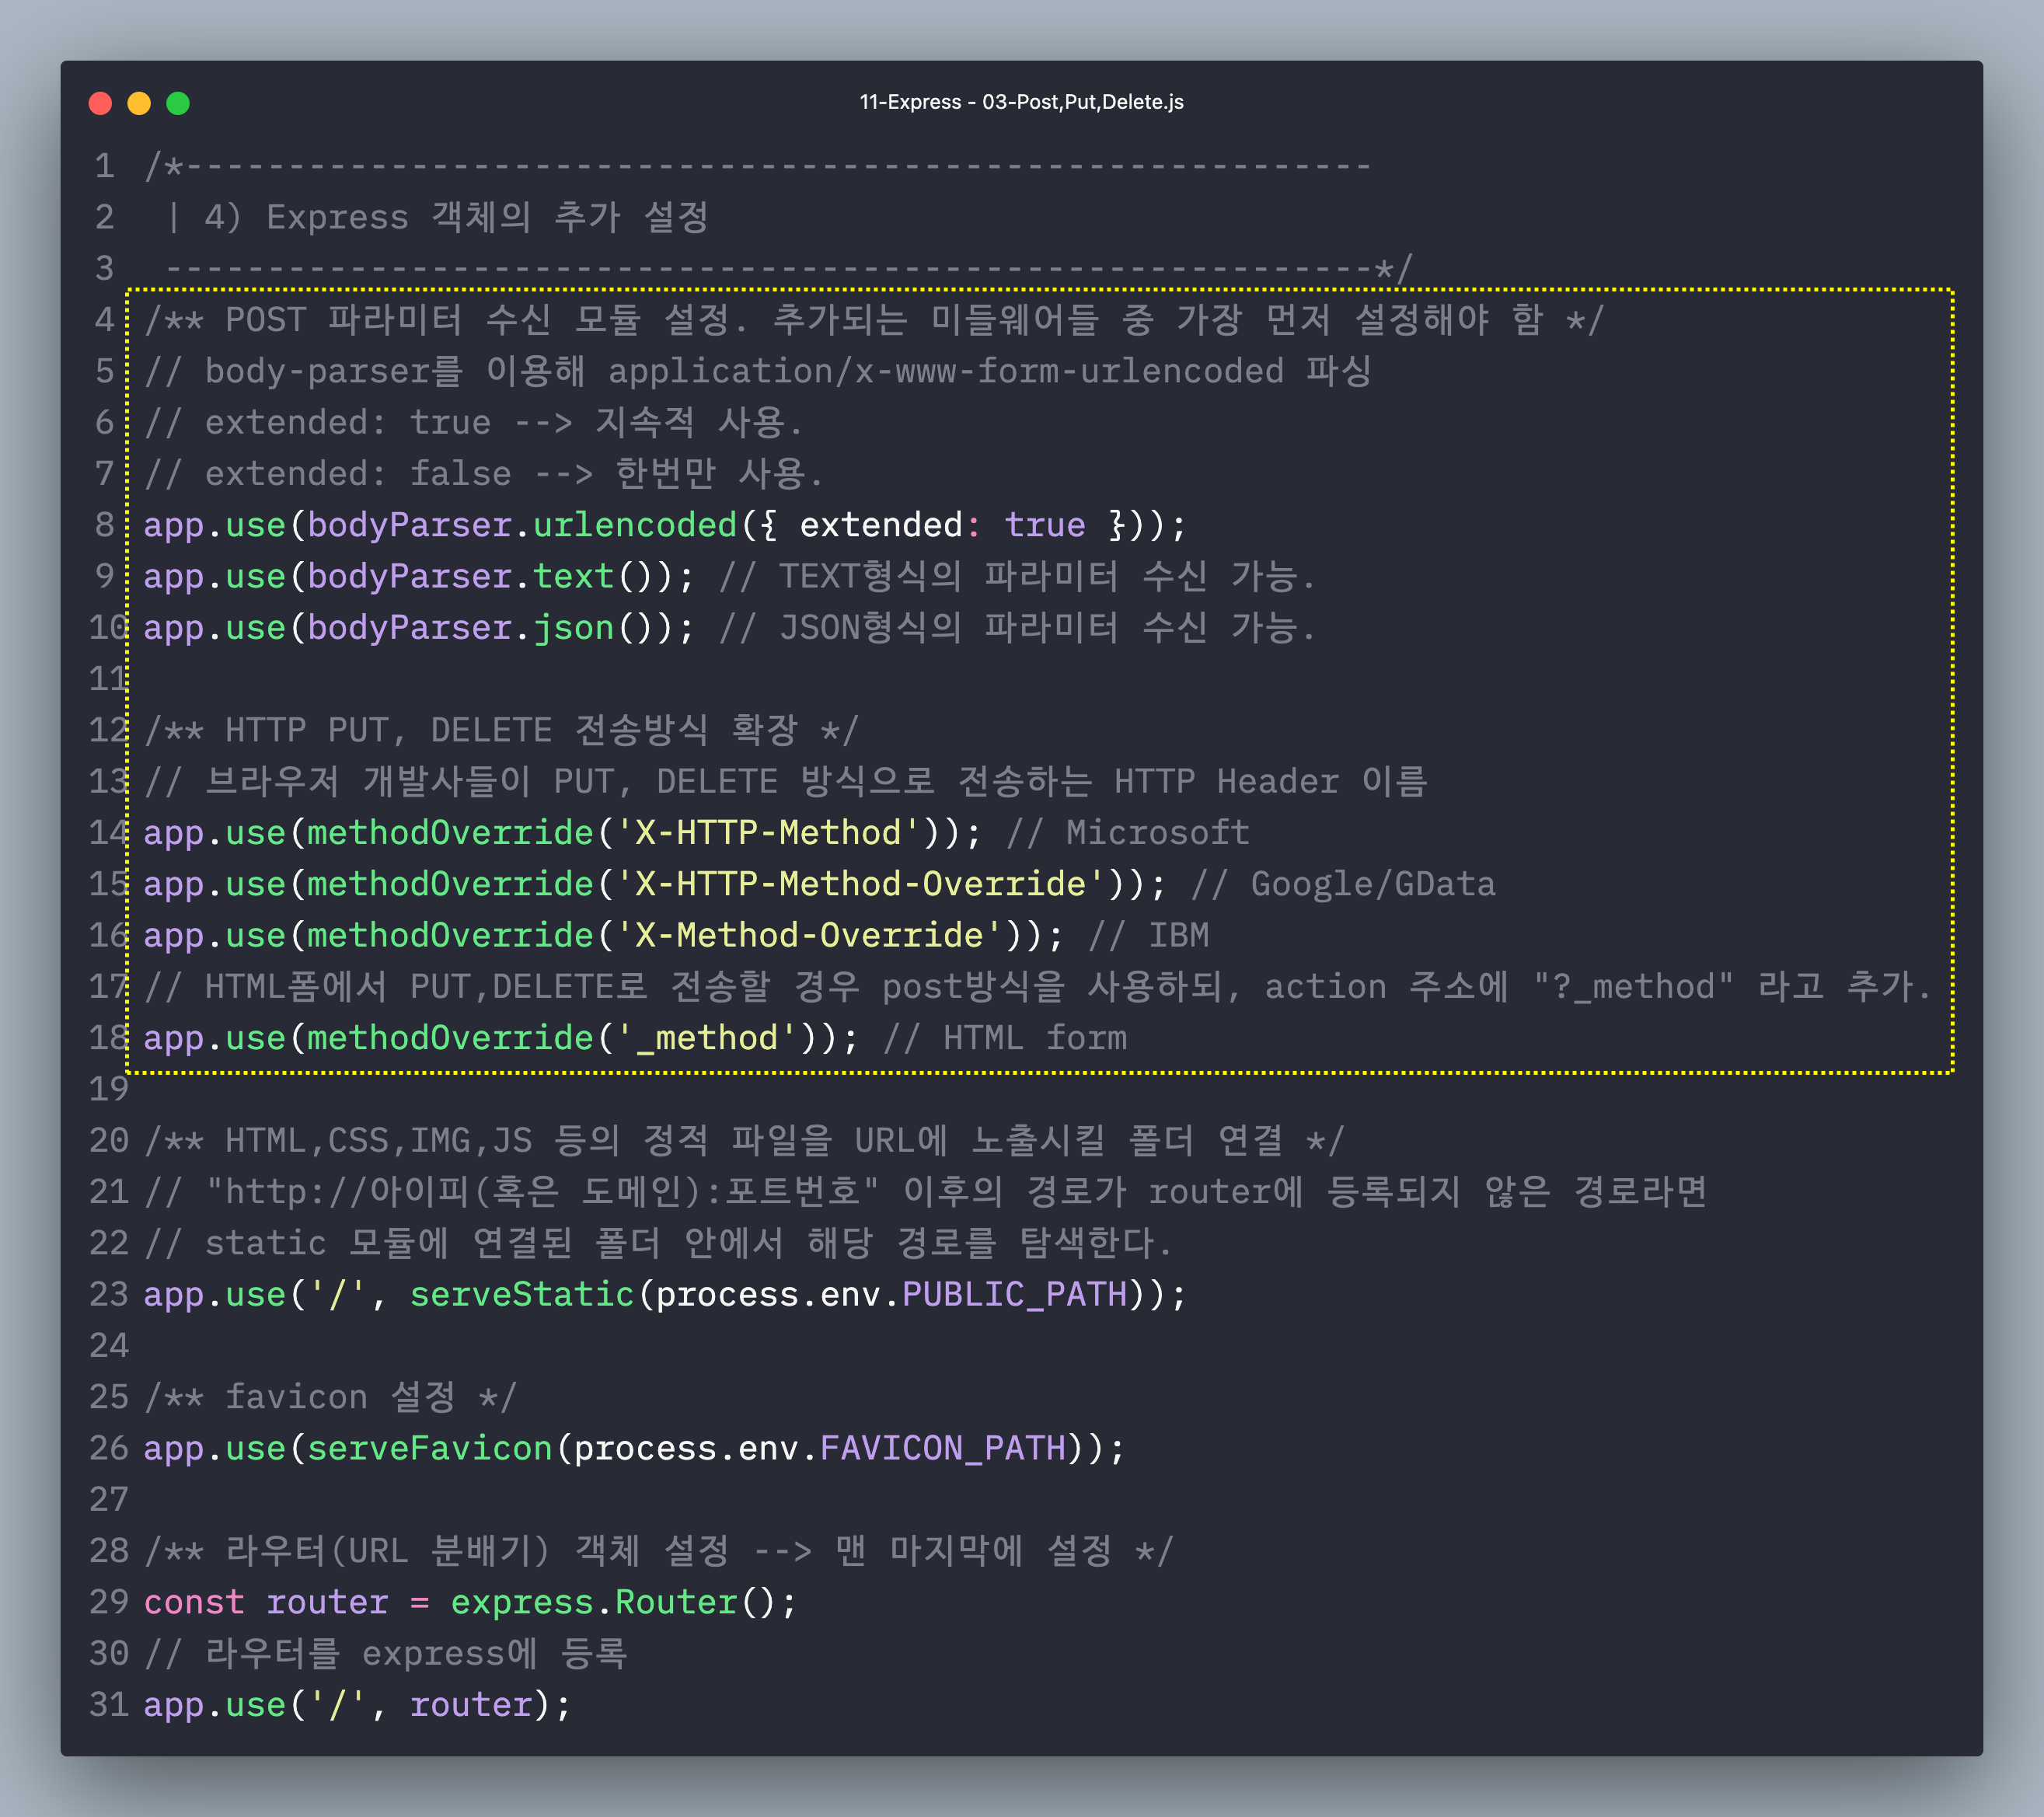 11-Express - 03-Post,Put,Delete.js
1 /*----------------------------------------------------------
2  | 4) Express 객체의 추가 설정
3  -----------------------------------------------------------*/
4 /** POST 파라미터 수신 모듈 설정. 추가되는 미들웨어들 중 가장 먼저 설정해야 함 */
5 // body-parser를 이용해 application/x-www-form-urlencoded 파싱
6 // extended: true --> 지속적 사용.
7 // extended: false --> 한번만 사용.
8 app.use(bodyParser.urlencoded({ extended: true }));
9 app.use(bodyParser.text()); // TEXT형식의 파라미터 수신 가능.
10 app.use(bodyParser.json()); // JSON형식의 파라미터 수신 가능.
11
12 /** HTTP PUT, DELETE 전송방식 확장 */
13 // 브라우저 개발사들이 PUT, DELETE 방식으로 전송하는 HTTP Header 이름
14 app.use(methodOverride('X-HTTP-Method')); // Microsoft
15 app.use(methodOverride('X-HTTP-Method-Override')); // Google/GData
16 app.use(methodOverride('X-Method-Override')); // IBM
17 // HTML폼에서 PUT,DELETE로 전송할 경우 post방식을 사용하되, action 주소에 "?_method" 라고 추가.
18 app.use(methodOverride('_method')); // HTML form
19
20 /** HTML,CSS,IMG,JS 등의 정적 파일을 URL에 노출시킬 폴더 연결 */
21 // "http://아이피(혹은 도메인):포트번호" 이후의 경로가 router에 등록되지 않은 경로라면
22 // static 모듈에 연결된 폴더 안에서 해당 경로를 탐색한다.
23 app.use('/', serveStatic(process.env.PUBLIC_PATH));
24
25 /** favicon 설정 */
26 app.use(serveFavicon(process.env.FAVICON_PATH));
27
28 /** 라우터(URL 분배기) 객체 설정 --> 맨 마지막에 설정 */
29 const router = express.Router();
30 // 라우터를 express에 등록
31 app.use('/', router);